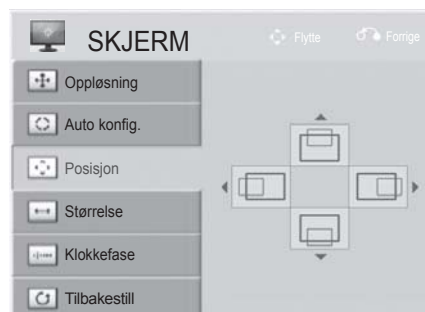 SKJERM
Flytte
Forrige
Oppløsning
Auto konfig.
Posisjon
Størrelse
Klokkefase
Tilbakestill